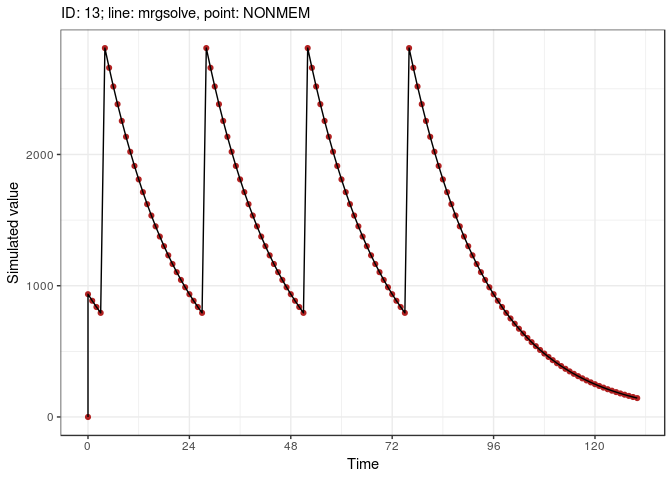 ID: 13; line: mrgsolve, point: NONMEM
Simulated value
2000
1000
0
0 24 48 72 96 120
Time